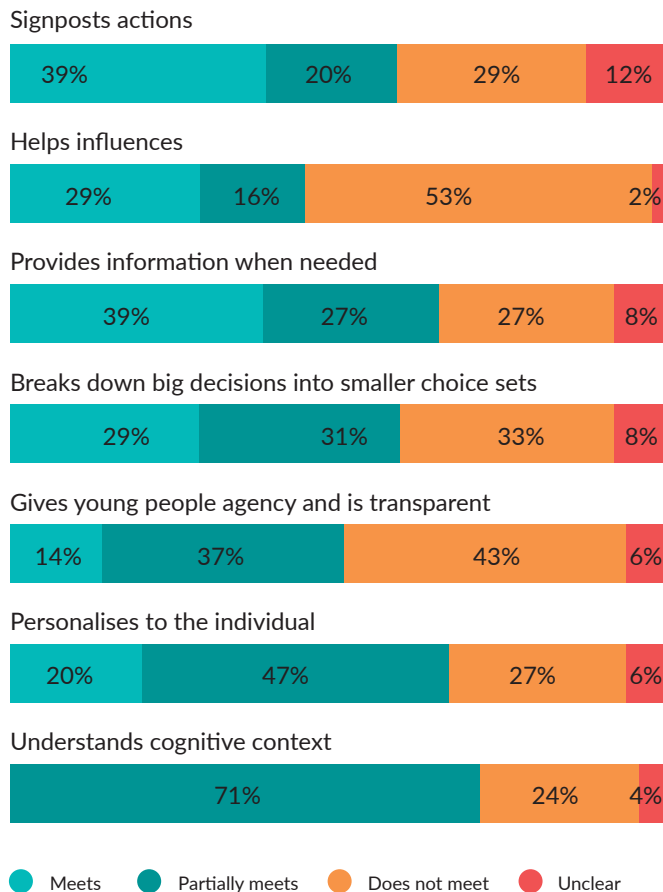 Signposts actions
39% 20% 29% 12%
Helps influences
29% 16% 53% 2%
Provides information when needed
39% 27% 27% 8%
Breaks down big decisions into smaller choice sets
29% 31% 33% 8%
Gives young people agency and is transparent
14% 37% 43% 6%
Personalises to the individual
20% 47% 27% 6%
Understands cognitive context
71% 24% 4%
Meets Partially meets Does not meet Unclear